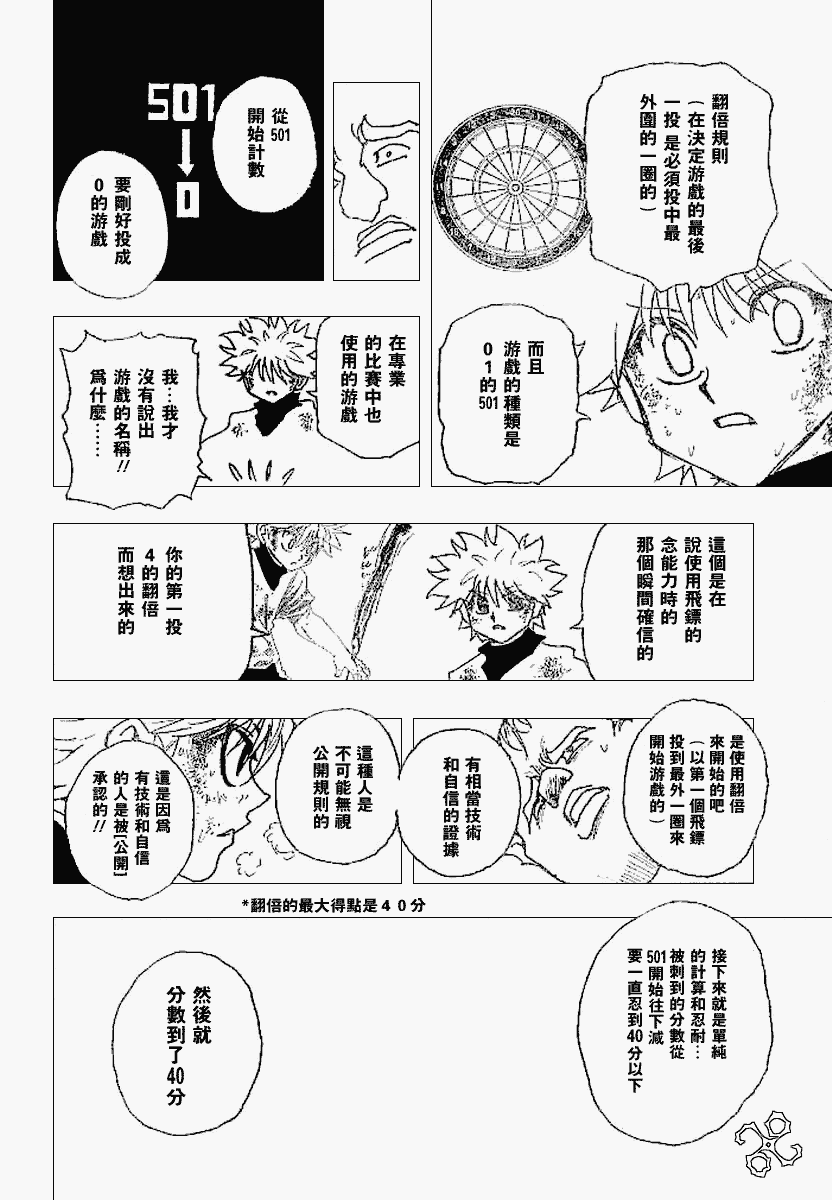 翻倍規則
(在決定游戲的最後
一投 是必須投中最
外圍的一圈的)
而且
游戲的種類是
01的501
從
501
開始計數
501
0
要剛好投成
0的游戲
在專業
的比賽中也
使用的游戲
我…我才
沒有說出
游戲的名稱!!
爲什麼……
這個是在
說使用飛鏢的
念能力時的
那個瞬間確信的
你的第一投
4的翻倍
而想出來的
是使用翻倍
來開始的吧
(以第一個飛鏢
投到最外一圈來
開始游戲的)
有相當技術
和自信的證據
這種人是
不可能無視
公開規則的
這是因爲
有技術和自信
的人是被[公開]
承認的!!
*翻倍的最大得點是40分
接下來就是單純
的計算和忍耐…
被刺到的分數從
501開始往下減
要一直忍到40分以下
然後就
分數到了40分